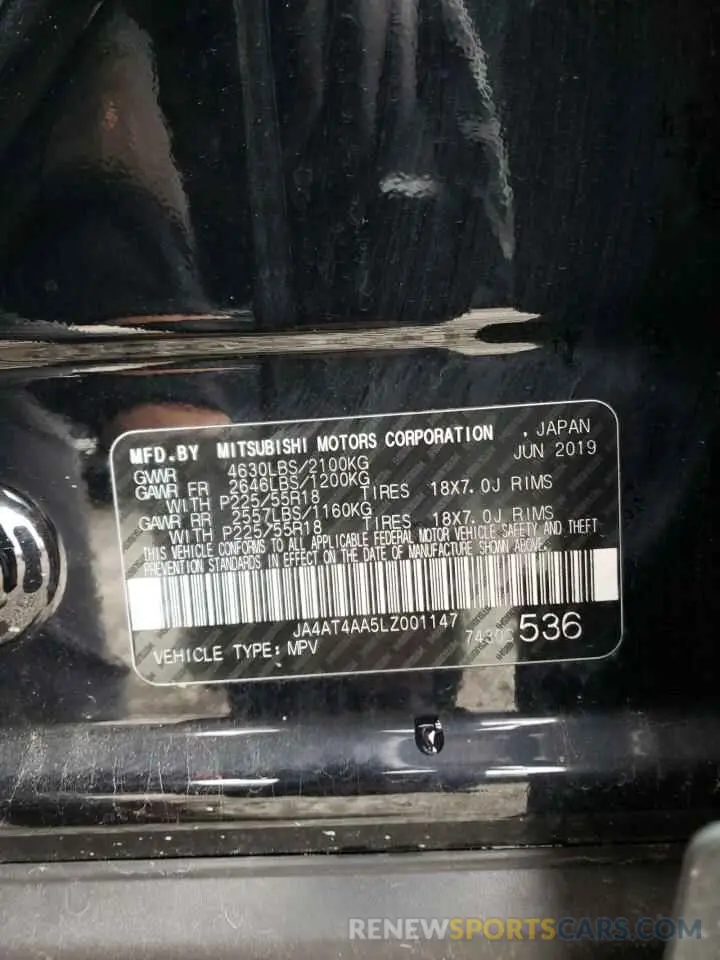 MFD.BY MITSUBISHI MOTORS CORPORATION , JAPAN
GVWR 4630LBS/2100KG JUN 2019
GAWR FR 2646LBS/1200KG
WITH P225/55R18 TIRES 18X7.0J RIMS
GAWR RR 2557LBS/1160KG
WITH P225/55R18 TIRES 18X7.0J RIMS
THIS VEHICLE CONFORMS TO ALL APPLICABLE FEDERAL MOTOR VEHICLE SAFETY AND THEFT
PREVENTION STANDARDS IN EFFECT ON THE DATE OF MANUFACTURE SHOWN ABOVE.
JA4AT4AA5LZ001147
536
VEHICLE TYPE: MPV
RENEWSPORTSCARS.COM